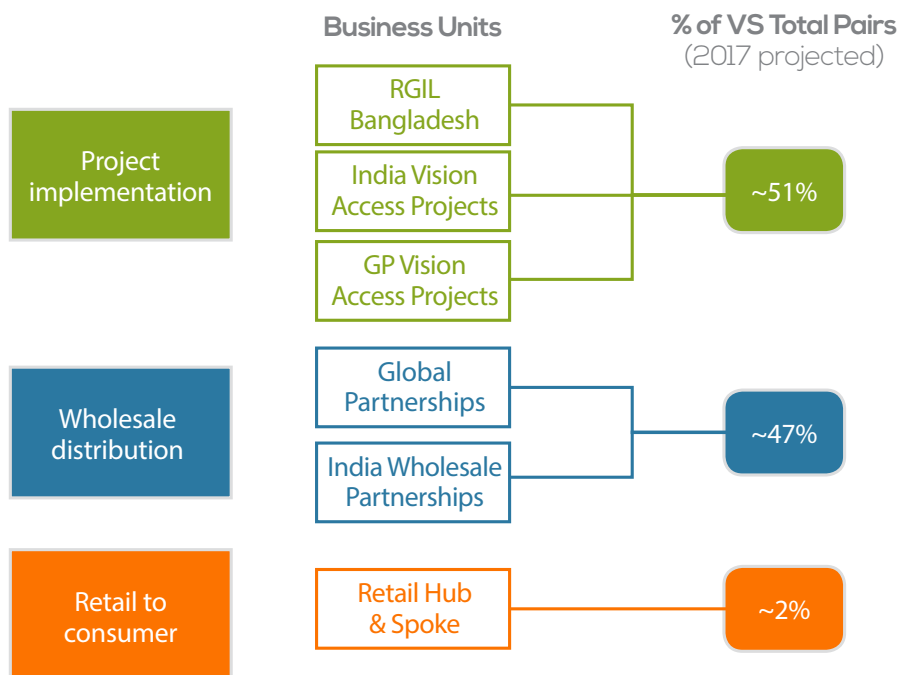 Business Units
% of VS Total Pairs
(2017 projected)
Project
implementation
RGIL
Bangladesh
India Vision
Access Projects
GP Vision
Access Projects
~51%
Wholesale
distribution
Global
Partnerships
India Wholesale
Partnerships
~47%
Retail to
consumer
Retail Hub
& Spoke
~2%